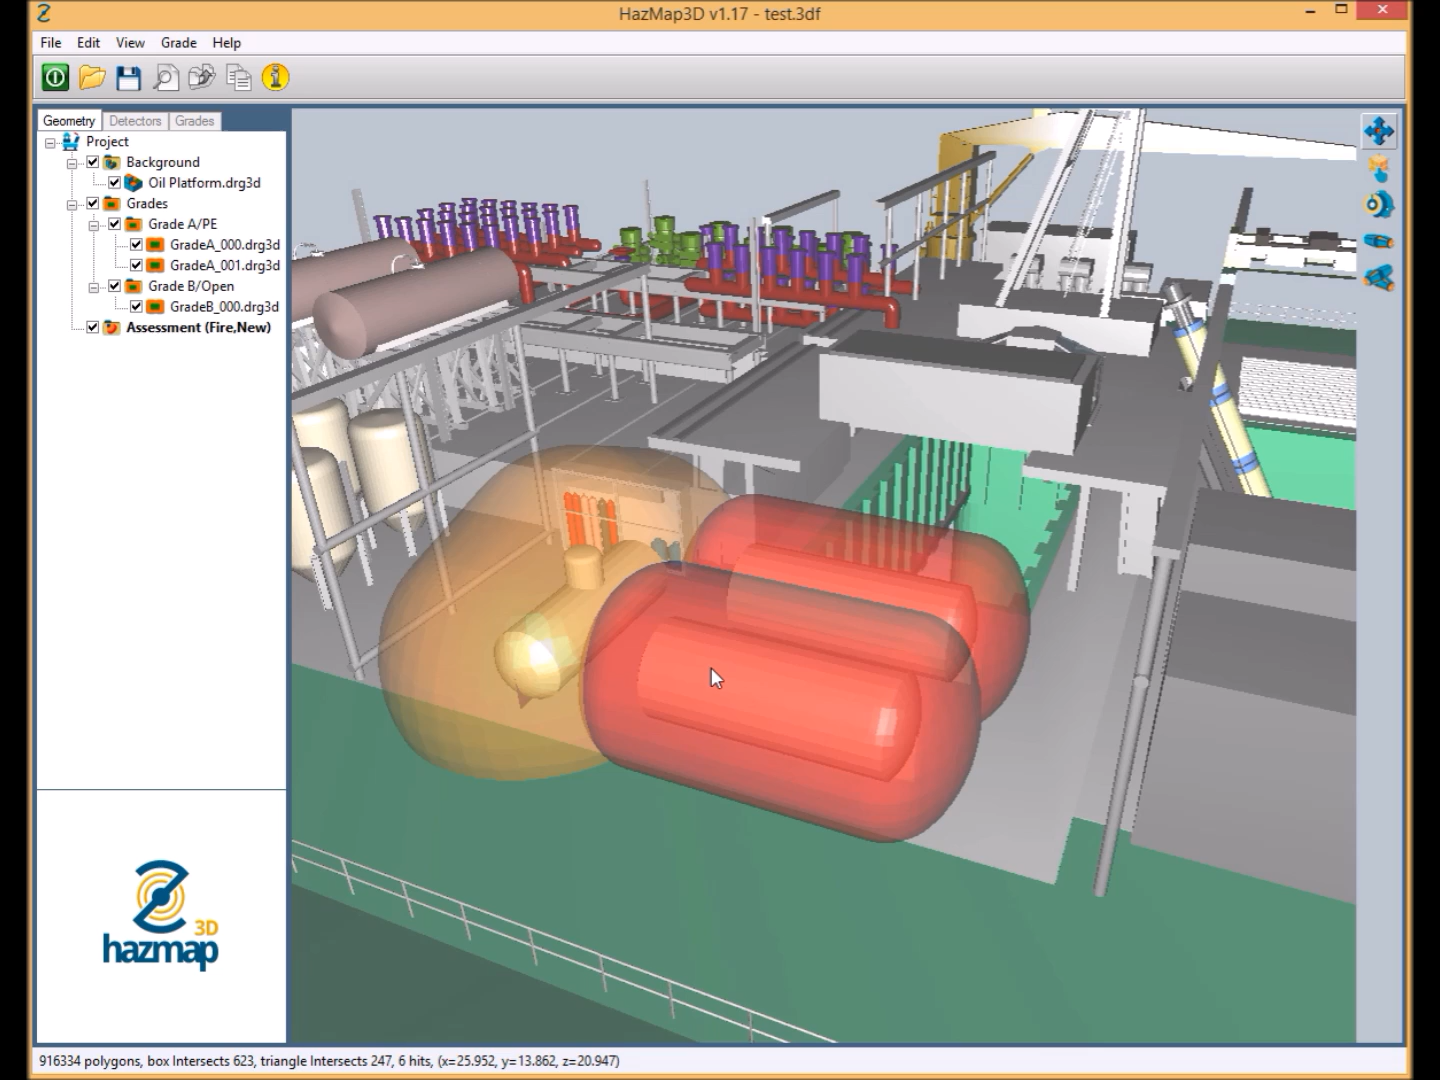 HazMap3D v1.17 - test.3df
File Edit View Grade Help
Geometry Detectors Grades
Project
Background
Oil Platform.drg3d
Grades
Grade A/PE
GradeA_000.drg3d
GradeA_001.drg3d
Grade B/Open
GradeB_000.drg3d
Assessment (Fire,New)
3D
hazmap
916334 polygons, box Intersects 623, triangle Intersects 247, 6 hits, (x=25.952, y=13.862, z=20.947)